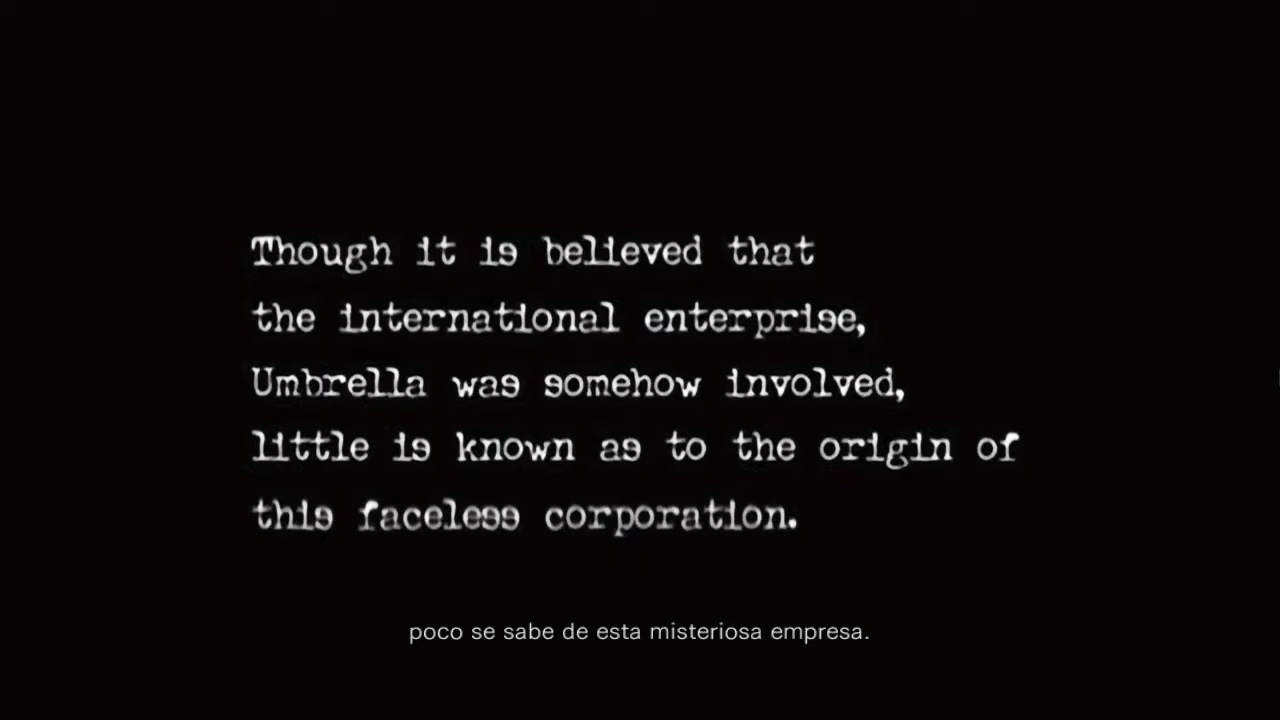 Though it is believed that
the international enterprise,
Umbrella was somehow involved,
little is known as to the origin of
this faceless corporation.
poco se sabe de esta misteriosa empresa.